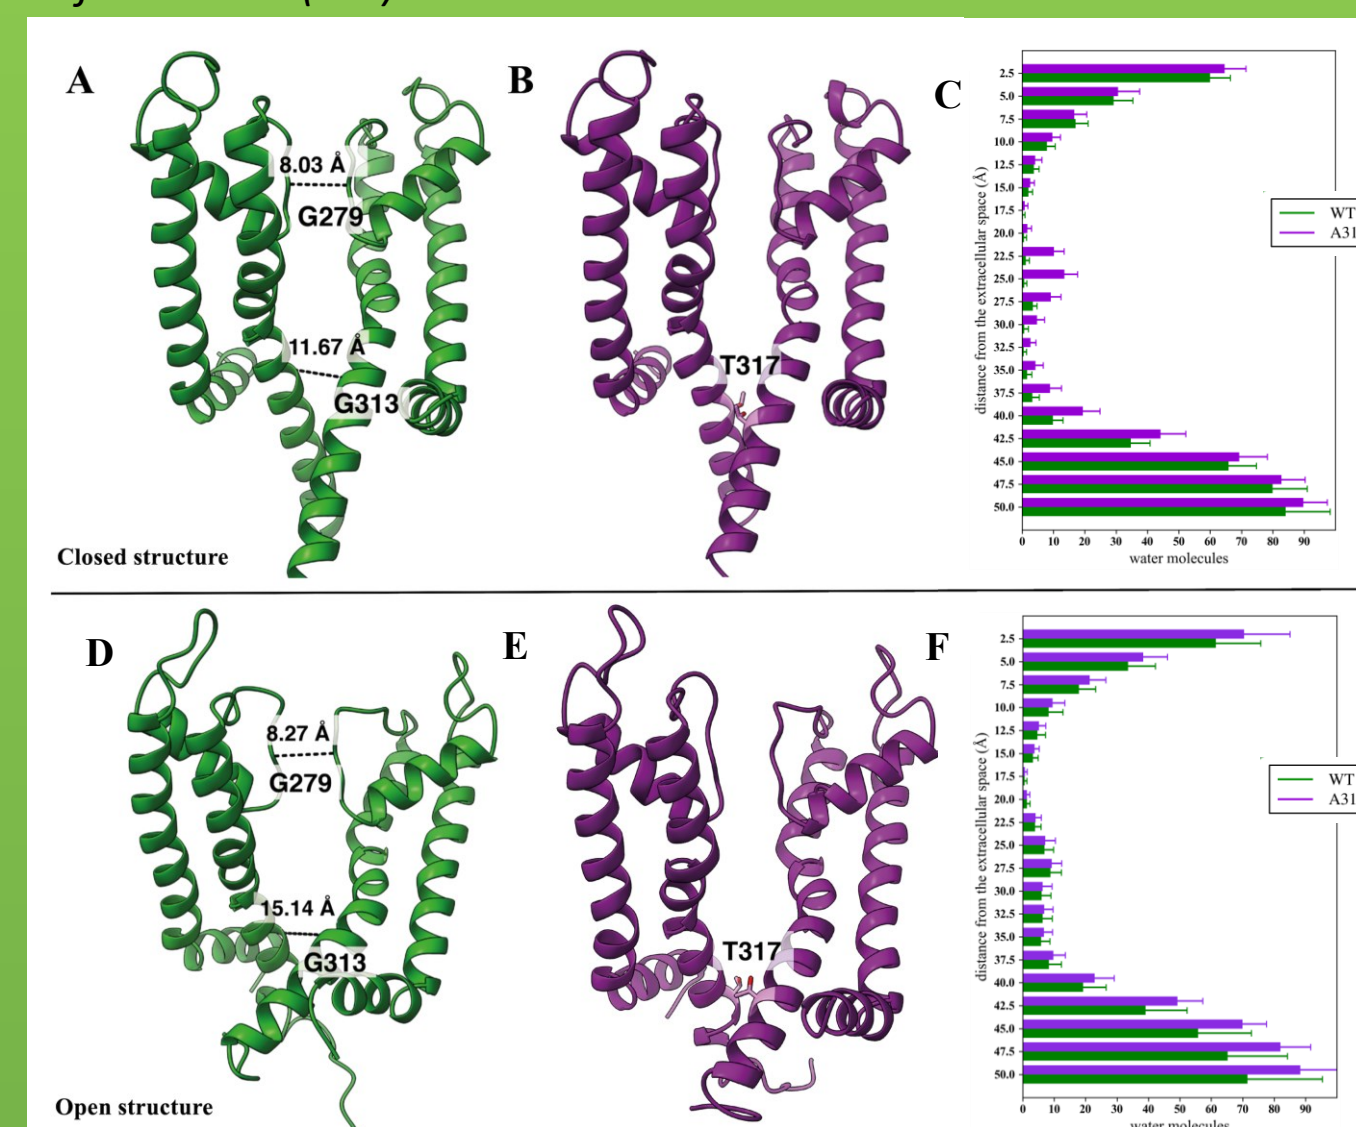 A
8.03 Å
G279
11.67 Å
G313
Closed structure
B
T317
C
distance from the extracellular space (Å)
2.5
5.0
7.5
10.0
12.5
15.0
17.5
20.0
22.5
25.0
27.5
30.0
32.5
35.0
37.5
40.0
42.5
45.0
47.5
50.0
0 10 20 30 40 50 60 70 80 90
water molecules
WT
A31
D
8.27 Å
G279
15.14 Å
G313
Open structure
E
T317
F
distance from the extracellular space (Å)
2.5
5.0
7.5
10.0
12.5
15.0
17.5
20.0
22.5
25.0
27.5
30.0
32.5
35.0
37.5
40.0
42.5
45.0
47.5
50.0
0 10 20 30 40 50 60 70 80 90
water molecules
WT
A31